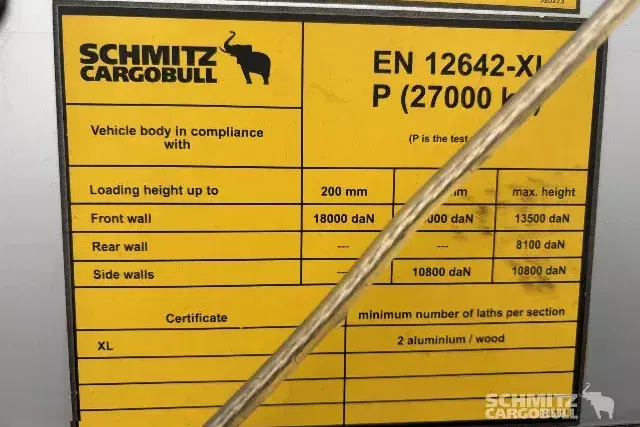 SCHMITZ
CARGOBULL
EN 12642-XL
P (27000
Vehicle body in compliance
with
(P is the test
Loading height up to 200 mm max. height
Front wall 18000 daN daN 13500 daN
Rear wall --- --- 8100 daN
Side walls 10800 daN 10800 daN
Certificate minimum number of laths per section
XL 2 aluminium / wood
SCHMITZ
CARGOBULL